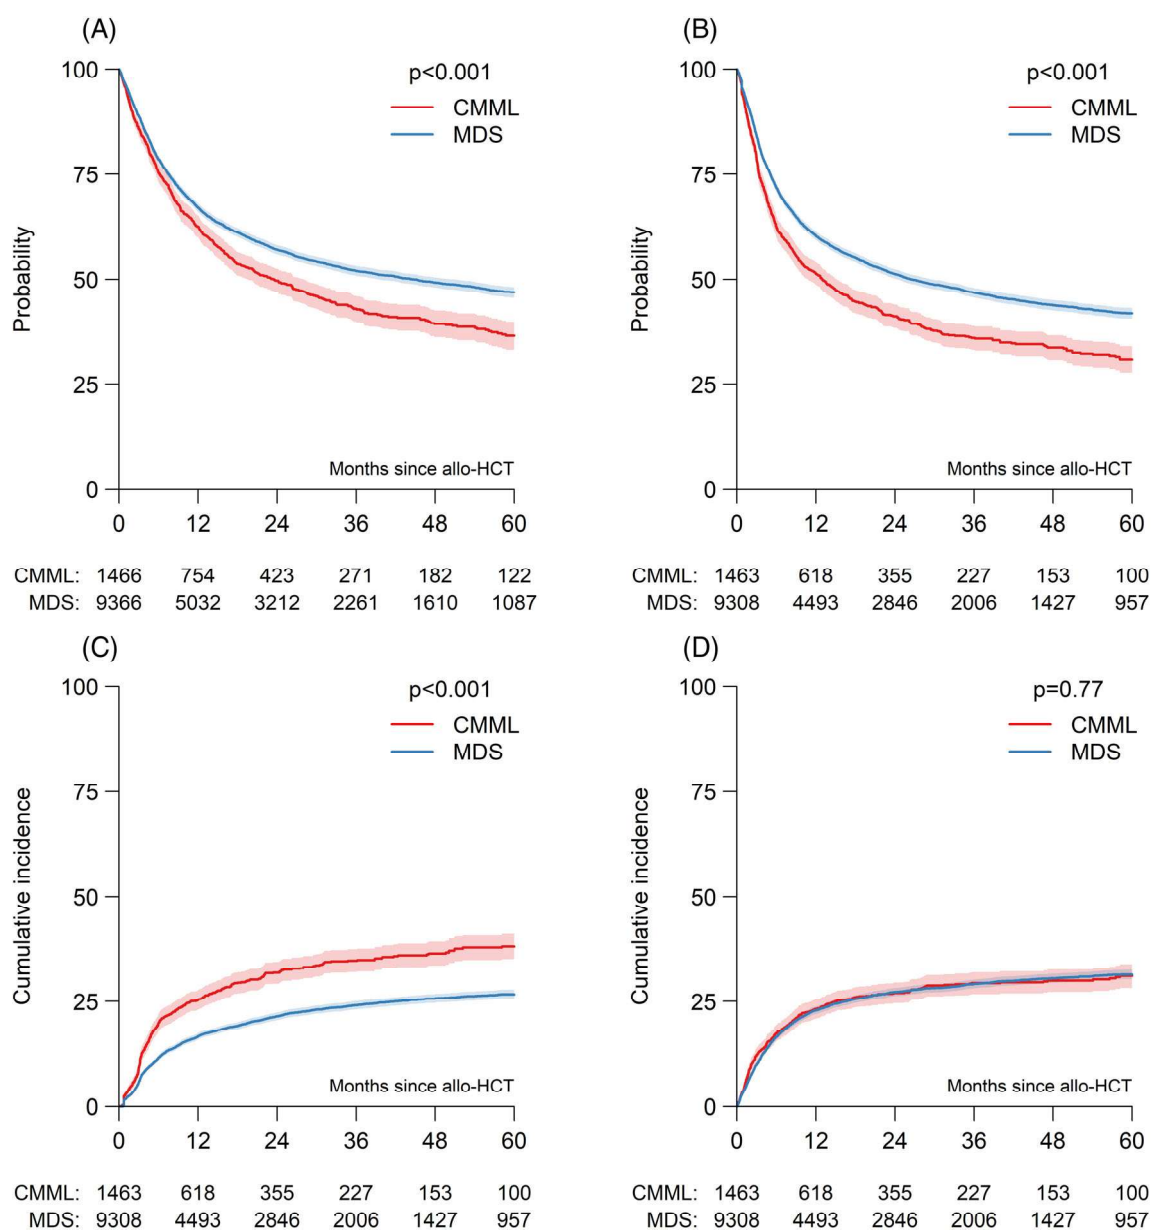 (A)
p<0.001
CMML
MDS
Probability
100
75
50
25
0
Months since allo-HCT
0 12 24 36 48 60
CMML: 1466 754 423 271 182 122
MDS: 9366 5032 3212 2261 1610 1087
(B)
p<0.001
CMML
MDS
Probability
100
75
50
25
0
Months since allo-HCT
0 12 24 36 48 60
CMML: 1463 618 355 227 153 100
MDS: 9308 4493 2846 2006 1427 957
(C)
p<0.001
CMML
MDS
Cumulative incidence
100
75
50
25
0
Months since allo-HCT
0 12 24 36 48 60
CMML: 1463 618 355 227 153 100
MDS: 9308 4493 2846 2006 1427 957
(D)
p=0.77
CMML
MDS
Cumulative incidence
100
75
50
25
0
Months since allo-HCT
0 12 24 36 48 60
CMML: 1463 618 355 227 153 100
MDS: 9308 4493 2846 2006 1427 957